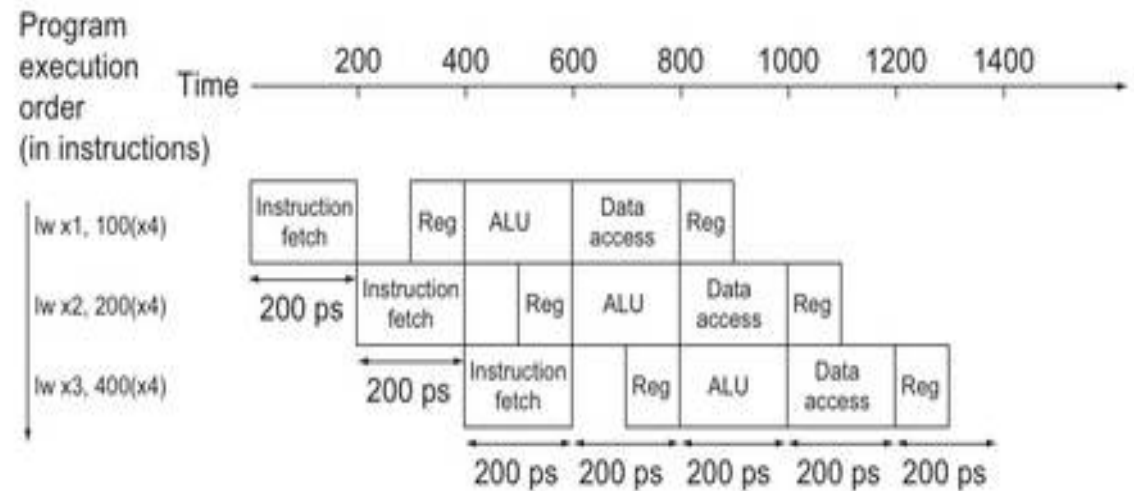 Program
execution
order
(in instructions)
Time
200 400 600 800 1000 1200 1400
lw x1, 100(x4)
Instruction
fetch
Reg
ALU
Data
access
Reg
200 ps
lw x2, 200(x4)
Instruction
fetch
Reg
ALU
Data
access
Reg
200 ps
lw x3, 400(x4)
Instruction
fetch
Reg
ALU
Data
access
Reg
200 ps 200 ps 200 ps 200 ps 200 ps